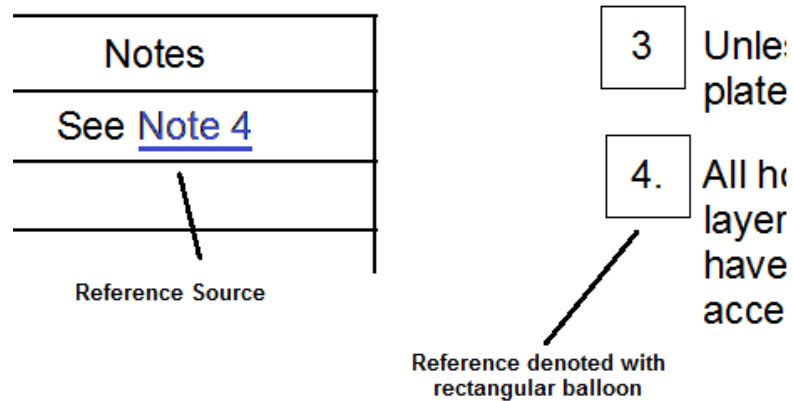 Notes
See Note 4
Reference Source
3 Unles
plate
4. All ho
layer
have
acce
Reference denoted with
rectangular balloon